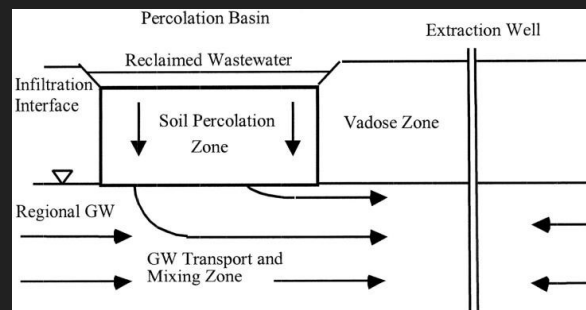 Percolation Basin
Extraction Well
Reclaimed Wastewater
Infiltration
Interface
Soil Percolation
Zone
Vadose Zone
Regional GW
GW Transport and
Mixing Zone